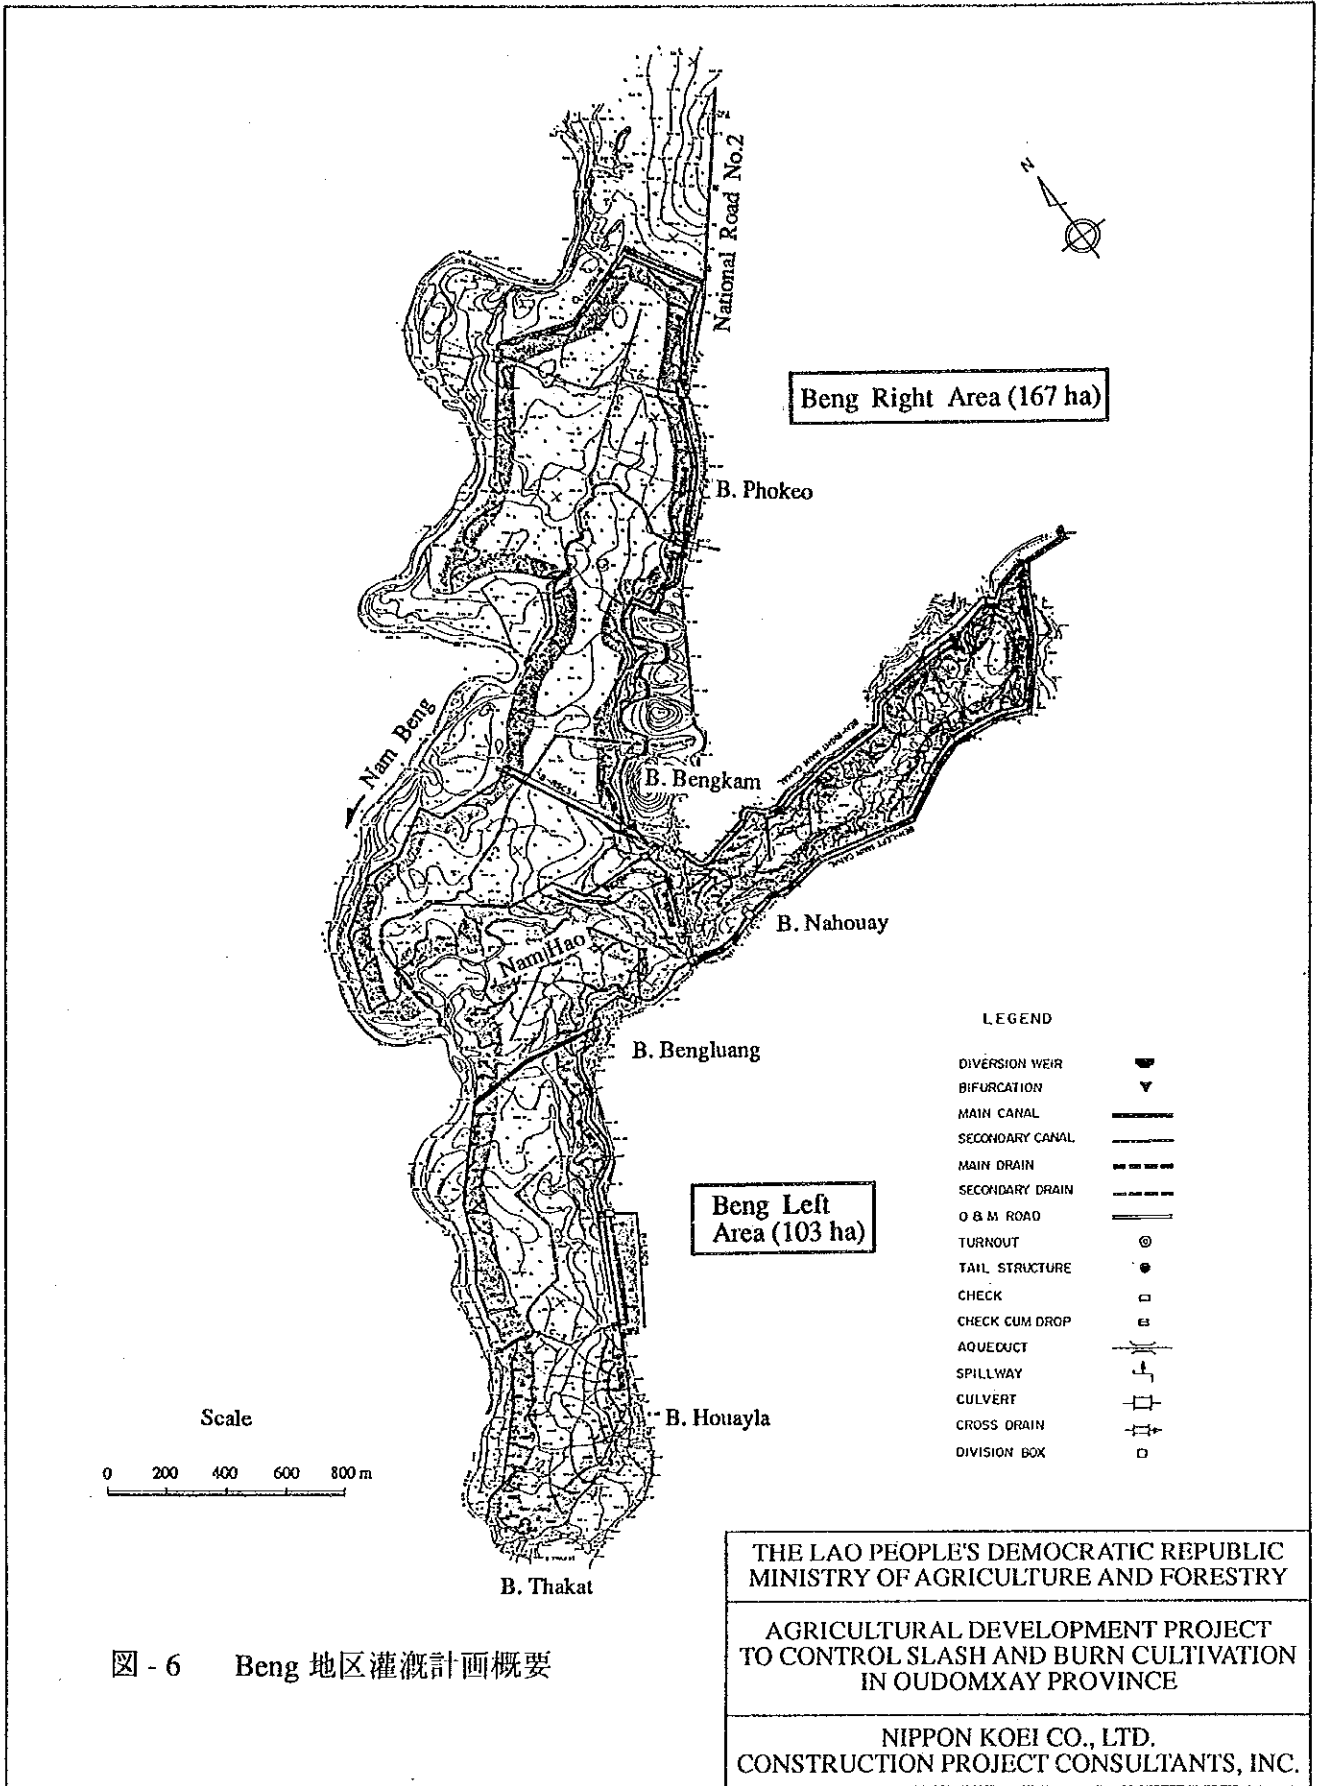 National Road No.2
N
Beng Right Area (167 ha)
B. Phokeo
Nam Beng
B. Bengkam
B. Nahouay
Nam Hao
B. Bengluang
Beng Left
Area (103 ha)
B. Houayla
B. Thakat
LEGEND
DIVERSION WEIR
BIFURCATION
MAIN CANAL
SECONDARY CANAL
MAIN DRAIN
SECONDARY DRAIN
O & M ROAD
TURNOUT
TAIL STRUCTURE
CHECK
CHECK CUM DROP
AQUEDUCT
SPILLWAY
CULVERT
CROSS DRAIN
DIVISION BOX
Scale
0 200 400 600 800 m
図 - 6 Beng 地区灌漑計画概要
THE LAO PEOPLE'S DEMOCRATIC REPUBLIC
MINISTRY OF AGRICULTURE AND FORESTRY
AGRICULTURAL DEVELOPMENT PROJECT
TO CONTROL SLASH AND BURN CULTIVATION
IN OUDOMXAY PROVINCE
NIPPON KOEI CO., LTD.
CONSTRUCTION PROJECT CONSULTANTS, INC.